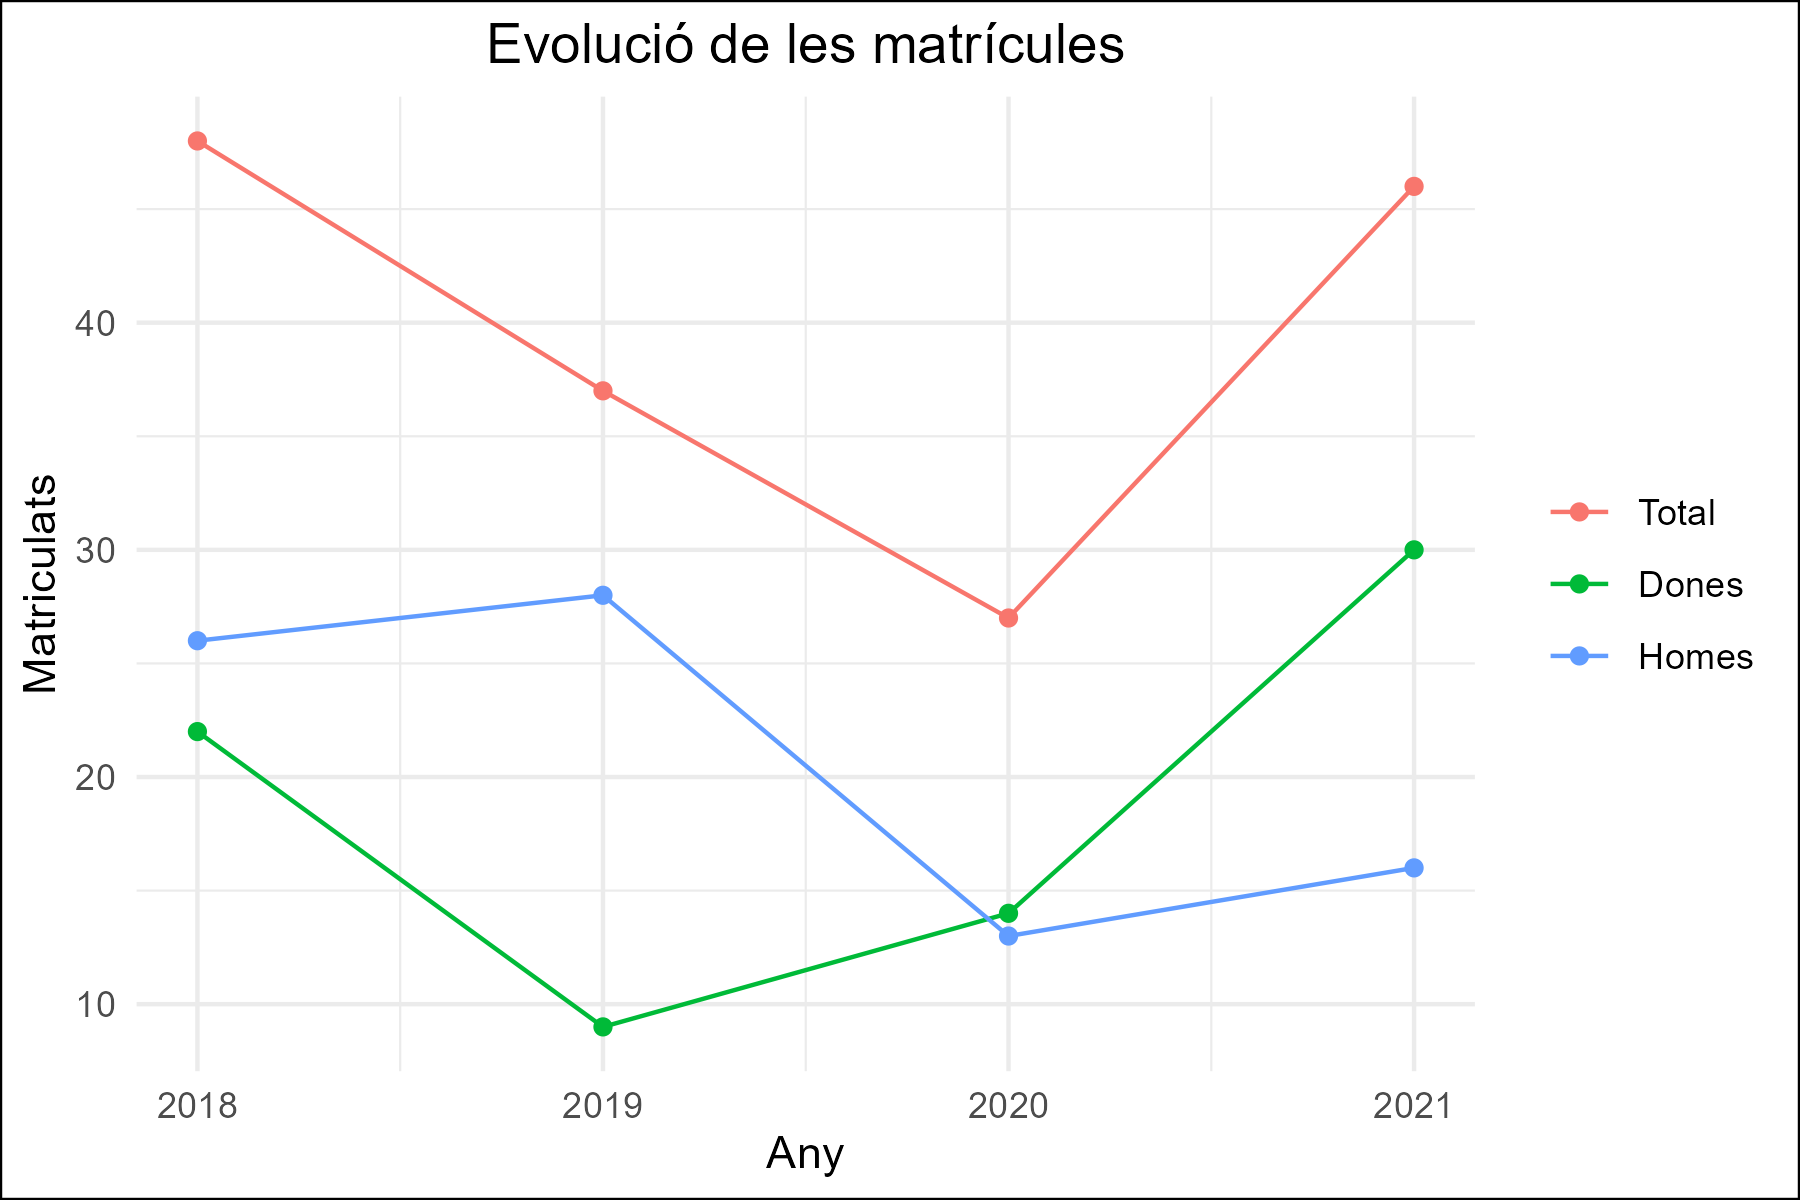 Evolució de les matrícules
Matriculats
40
30
20
10
2018
2019
2020
2021
Any
Total
Dones
Homes